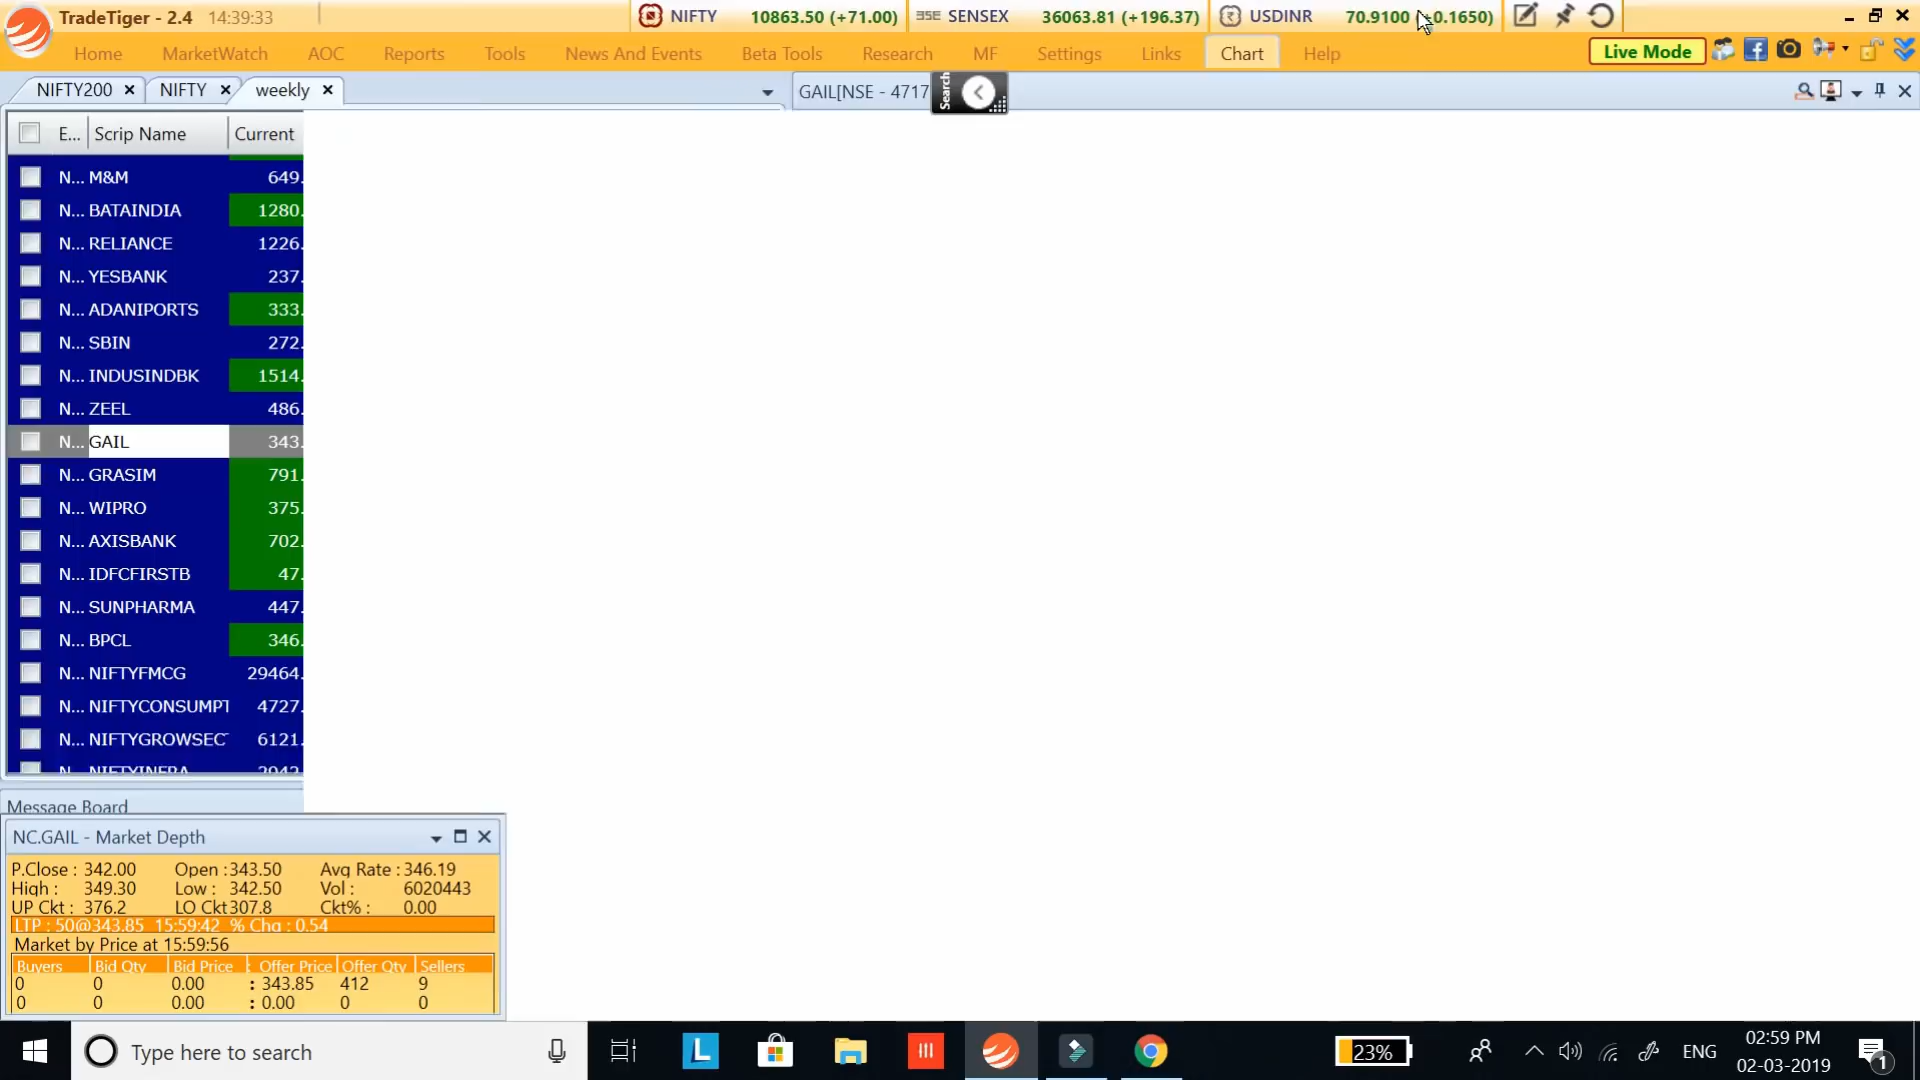 TradeTiger - 2.4 14:39:33 NIFTY 10863.50 (+71.00) SENSEX 36063.81 (+196.37) USDINR 70.9100 0.1650)
Home MarketWatch AOC Reports Tools News And Events Beta Tools Research MF Settings Links Chart Help Live Mode
NIFTY200 NIFTY weekly GAIL[NSE - 4717 Search
E... Scrip Name Current
N... M&M 649.
N... BATAINDIA 1280.
N... RELIANCE 1226.
N... YESBANK 237.
N... ADANIPORTS 333.
N... SBIN 272.
N... INDUSINDBK 1514.
N... ZEEL 486.
N... GAIL 343.
N... GRASIM 791.
N... WIPRO 375.
N... AXISBANK 702.
N... IDFCFIRSTB 47.
N... SUNPHARMA 447.
N... BPCL 346.
N... NIFTYFMCG 29464.
N... NIFTYCONSUMPT 4727.
N... NIFTYGROWSEC 6121.
N... NIFTYINFRA 2942.
Message Board
NC.GAIL - Market Depth
P.Close : 342.00 Open : 343.50 Avg Rate : 346.19
High : 349.30 Low : 342.50 Vol : 6020443
UP Ckt : 376.2 LO Ckt 307.8 Ckt% : 0.00
LTP : 50@343.85 15:59:42 % Chg : 0.54
Market by Price at 15:59:56
Buyers Bid Qty Bid Price : Offer Price Offer Qty Sellers
0 0 0.00 : 343.85 412 9
0 0 0.00 : 0.00 0 0
Type here to search 23% ENG 02:59 PM
02-03-2019 1